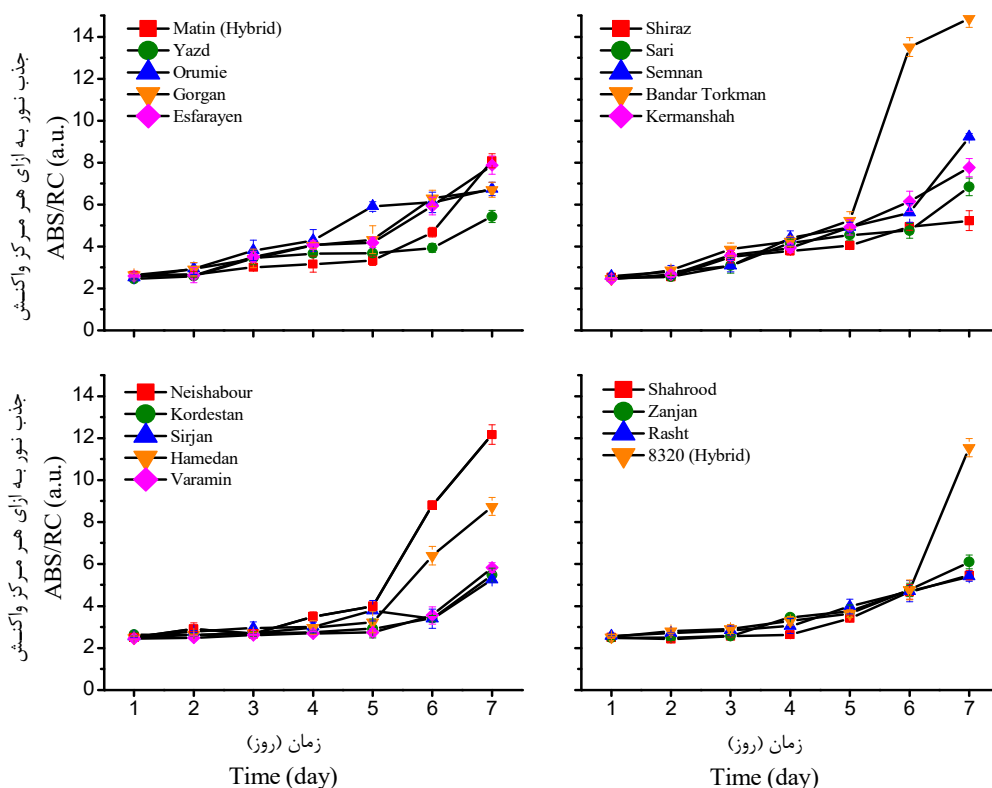 جذب نور به ازای هر مرکز واکنش
ABS/RC (a.u.)
14
12
10
8
6
4
2
0
Matin (Hybrid)
Yazd
Orumie
Gorgan
Esfarayen
Shiraz
Sari
Semnan
Bandar Torkman
Kermanshah
جذب نور به ازای هر مرکز واکنش
ABS/RC (a.u.)
14
12
10
8
6
4
2
0
Neishabour
Kordestan
Sirjan
Hamedan
Varamin
Shahrood
Zanjan
Rasht
8320 (Hybrid)
1 2 3 4 5 6 7
1 2 3 4 5 6 7
زمان (روز)
Time (day)
زمان (روز)
Time (day)